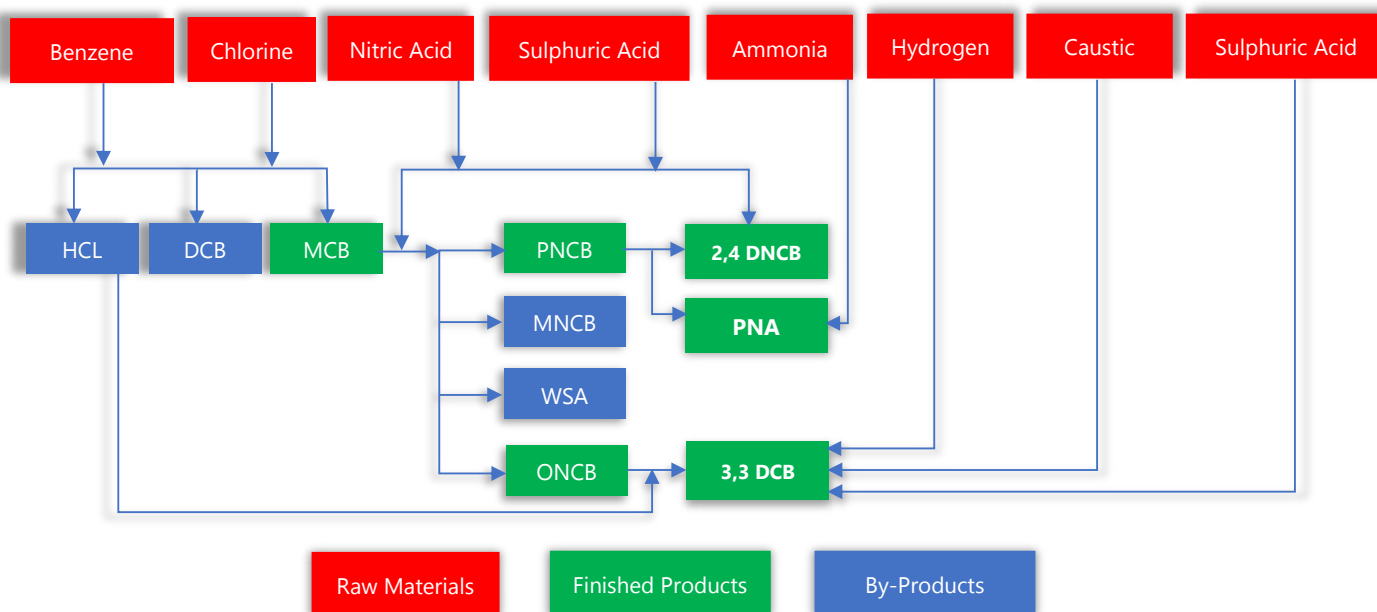 Benzene
Chlorine
Nitric Acid
Sulphuric Acid
Ammonia
Hydrogen
Caustic
Sulphuric Acid
HCL
DCB
MCB
PNCB
2,4 DNCB
MNCB
PNA
WSA
ONCB
3,3 DCB
Raw Materials
Finished Products
By-Products